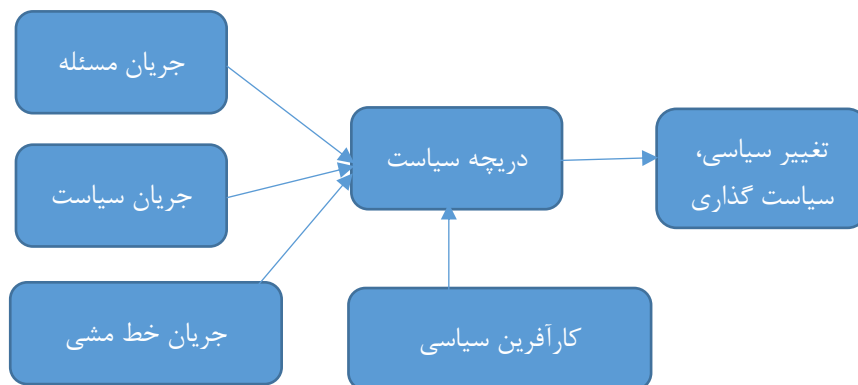 جریان مسئله
جریان سیاست
جریان خط مشی
دریچه سیاست
کارآفرین سیاسی
تغییر سیاسی،
سیاست گذاری